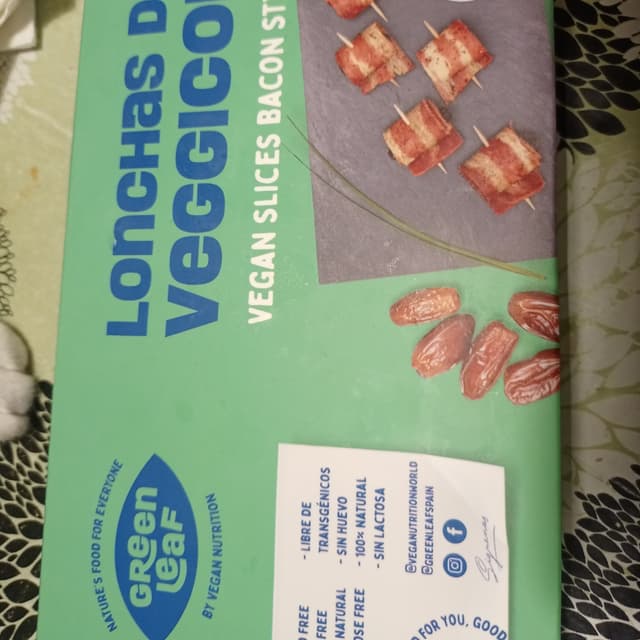 LONCHAS D
VEGGICO
VEGAN SLICES BACON ST
NATURE'S FOOD FOR EVERYONE
GREEN
LEAF
BY VEGAN NUTRITION
- LIBRE DE
TRANSGÉNICOS
- SIN HUEVO
- 100% NATURAL
- SIN LACTOSA
FREE
FREE
NATURAL
OSE FREE
@VEGANUTRITIONWORLD
@GREENLEAFSPAIN
FOR YOU, GOOD